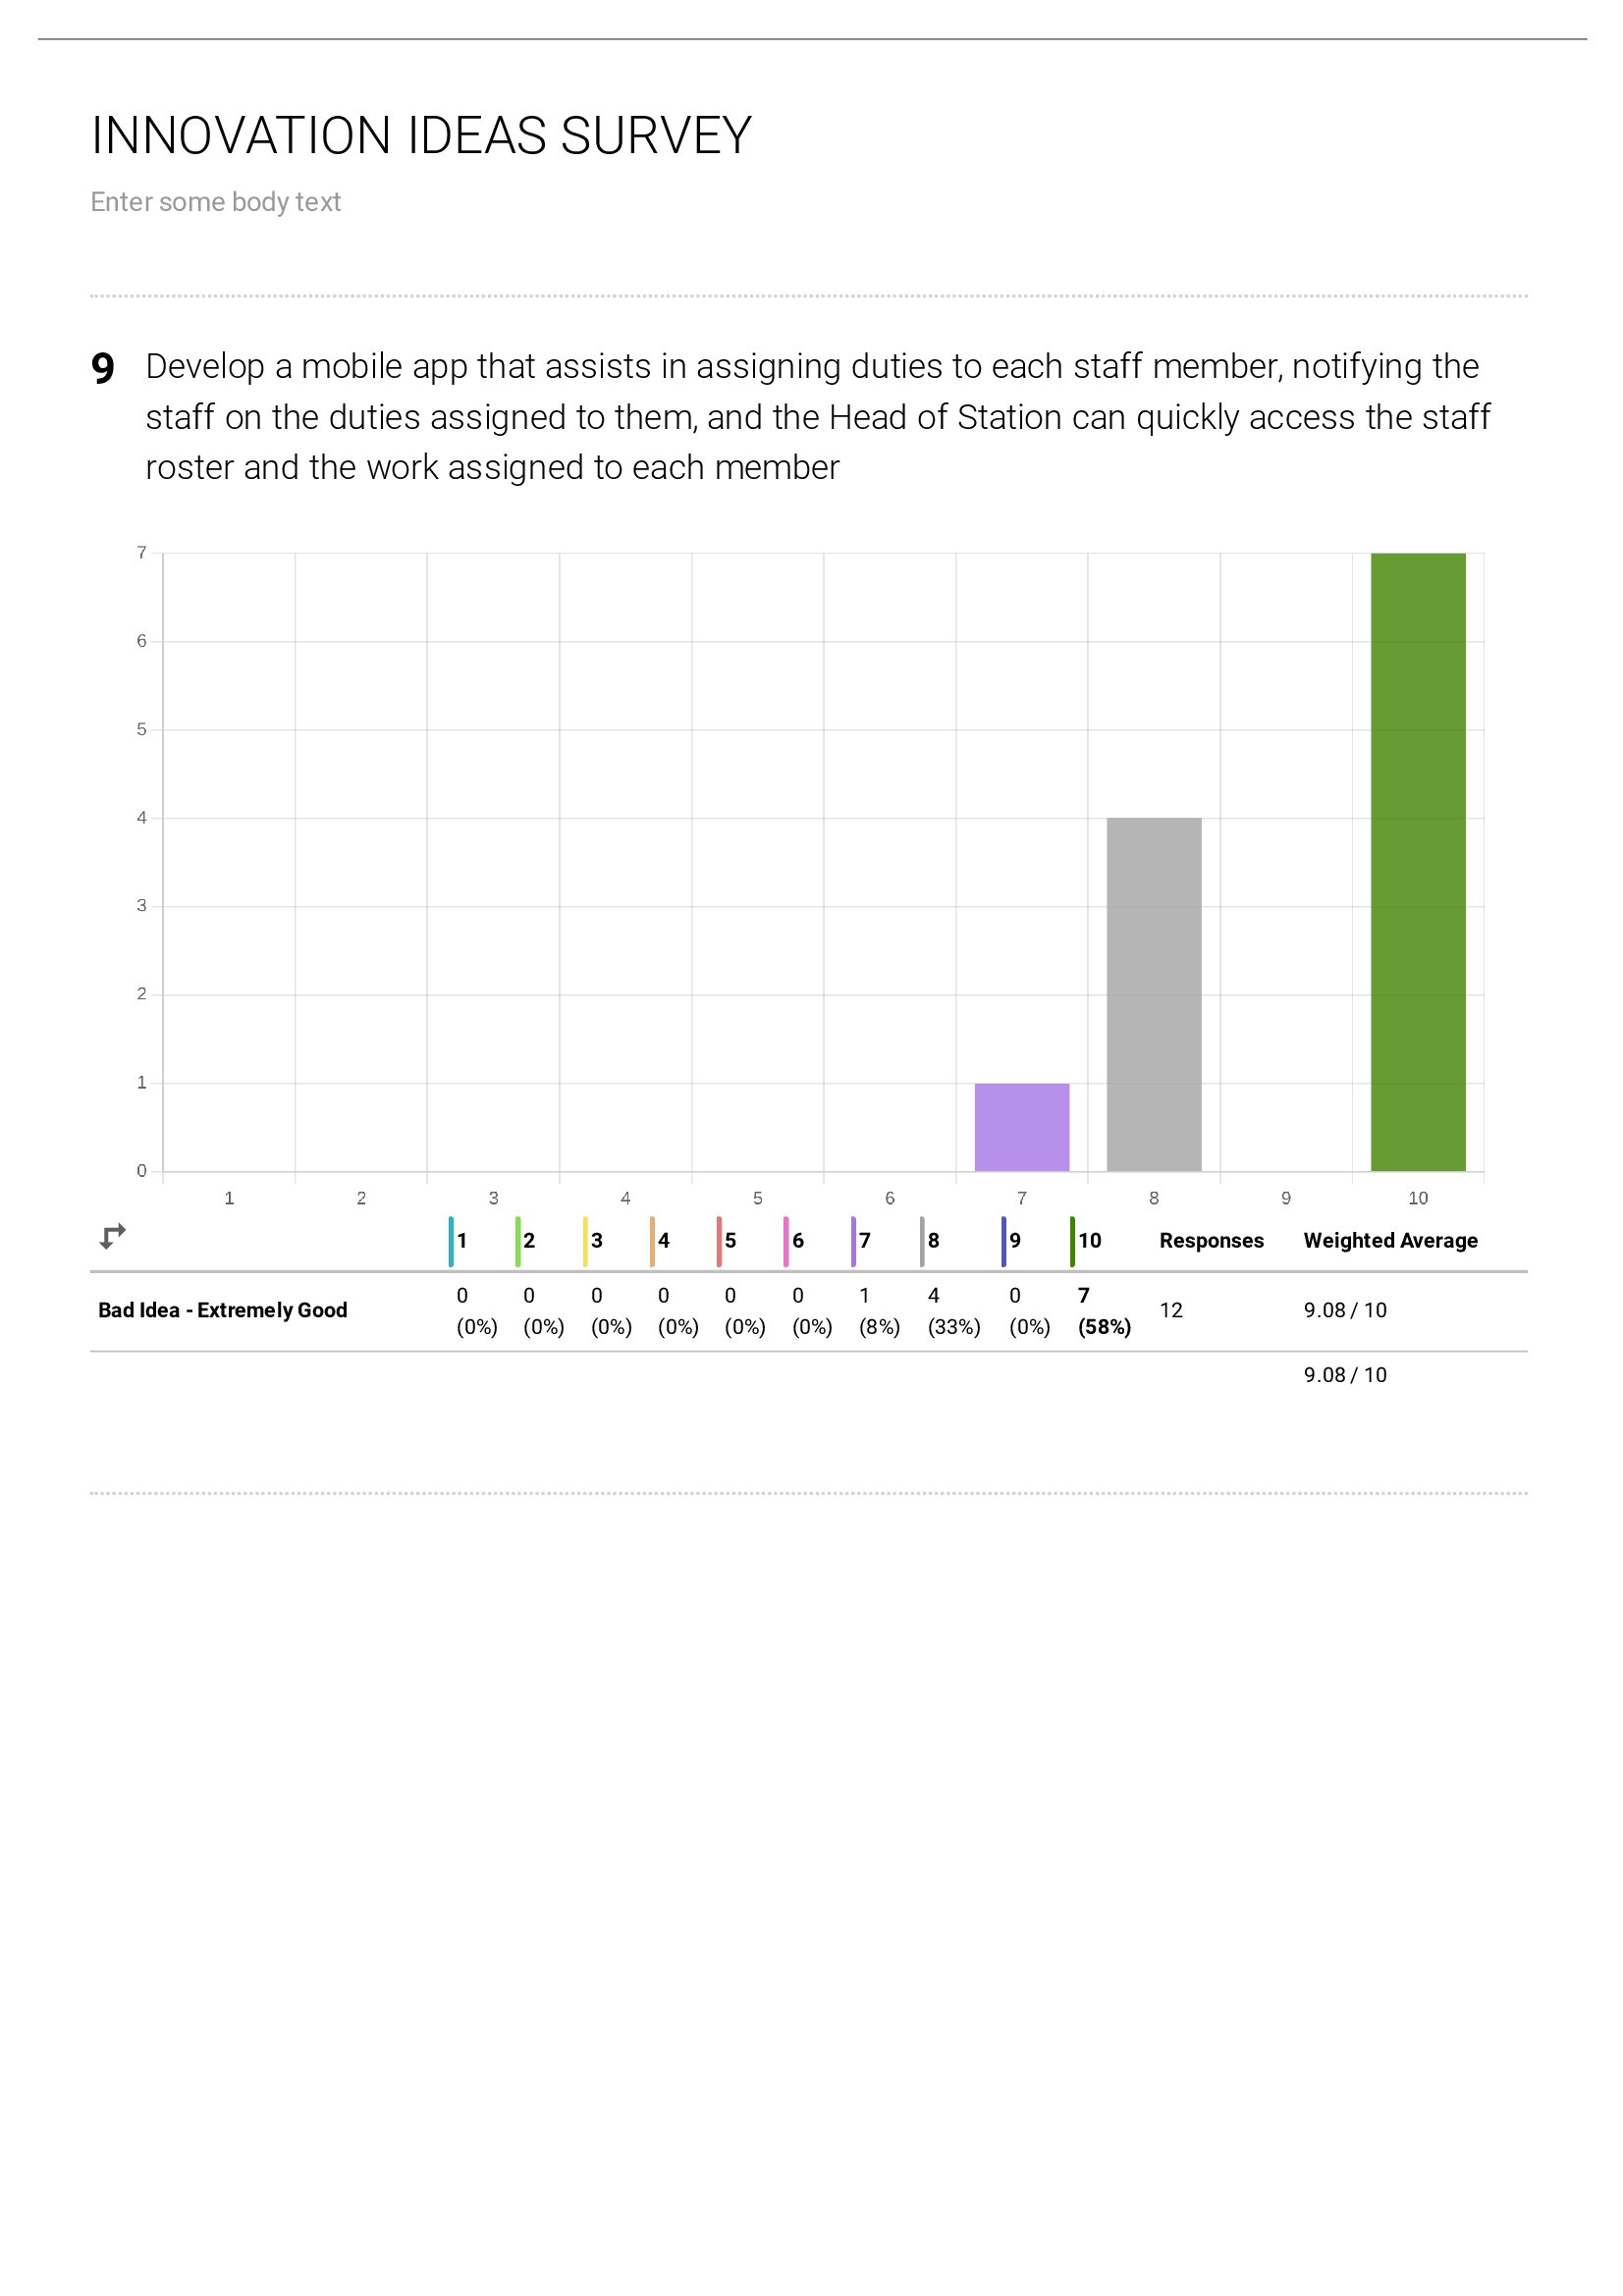 INNOVATION IDEAS SURVEY
Enter some body text
9 Develop a mobile app that assists in assigning duties to each staff member, notifying the
staff on the duties assigned to them, and the Head of Station can quickly access the staff
roster and the work assigned to each member
7
6
5
4
3
2
1
0
1 2 3 4 5 6 7 8 9 10
1 2 3 4 5 6 7 8 9 10 Responses Weighted Average
Bad Idea - Extremely Good
0 0 0 0 0 0 1 4 0 7
(0%) (0%) (0%) (0%) (0%) (0%) (8%) (33%) (0%) (58%)
12 9.08 / 10
9.08 / 10